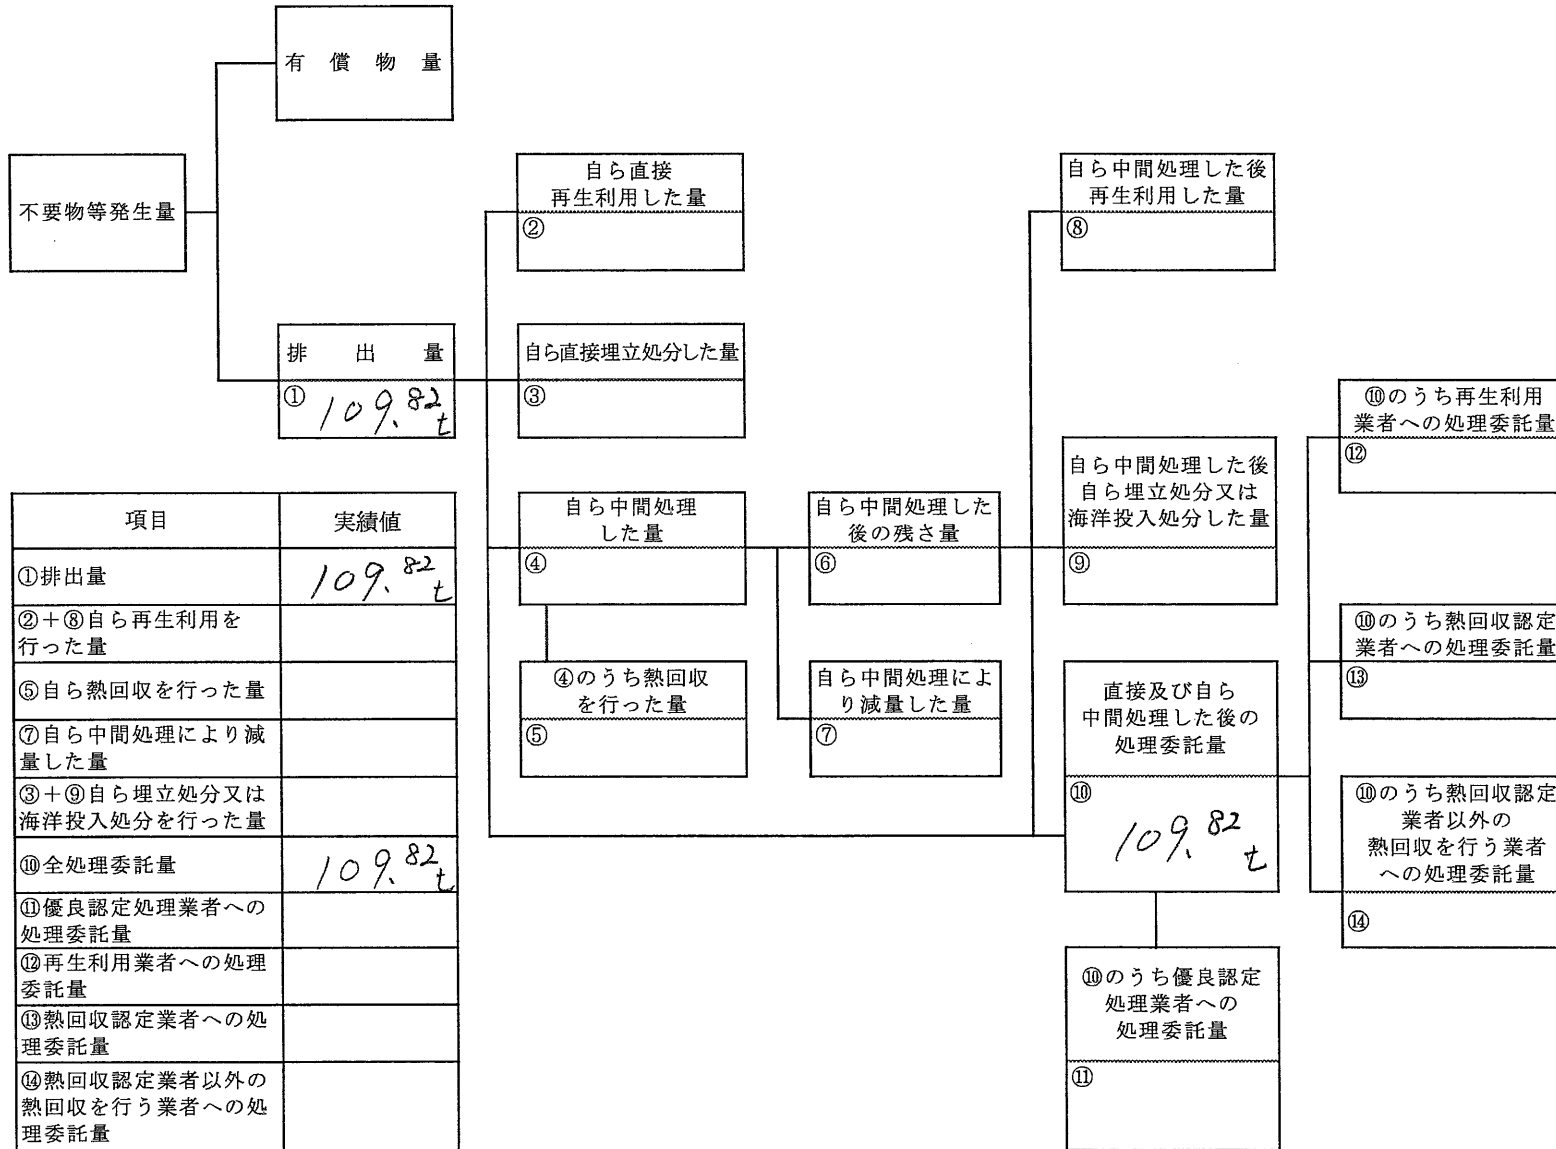 有償物量
不要物等発生量
自ら直接
再生利用した量
②
自ら中間処理した後
再生利用した量
⑧
排出量
① 109.82t
自ら直接埋立処分した量
③
⑩のうち再生利用
業者への処理委託量
⑫
自ら中間処理した後
自ら埋立処分又は
海洋投入処分した量
⑨
自ら中間処理
した量
④
自ら中間処理した
後の残さ量
⑥
⑩のうち熱回収認定
業者への処理委託量
⑬
④のうち熱回収
を行った量
⑤
自ら中間処理によ
り減量した量
⑦
直接及び自ら
中間処理した後の
処理委託量
⑩
109.82t
⑩のうち熱回収認定
業者以外の
熱回収を行う業者
への処理委託量
⑭
⑩のうち優良認定
処理業者への
処理委託量
⑪
項目 実績値
①排出量 109.82t
②+⑧自ら再生利用を
行った量
⑤自ら熱回収を行った量
⑦自ら中間処理により減
量した量
③+⑨自ら埋立処分又は
海洋投入処分を行った量
⑩全処理委託量 109.82t
⑪優良認定処理業者への
処理委託量
⑫再生利用業者への処理
委託量
⑬熱回収認定業者への処
理委託量
⑭熱回収認定業者以外の
熱回収を行う業者への処
理委託量